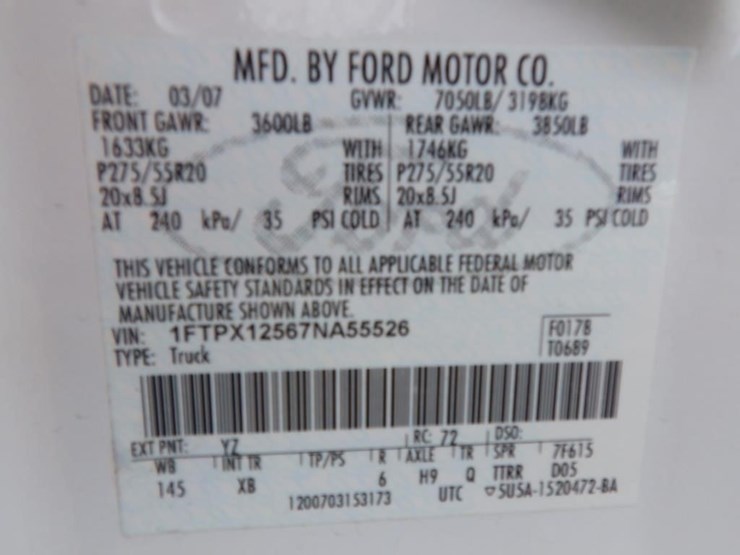 MFD. BY FORD MOTOR CO.
DATE: 03/07 GVWR: 7050LB/ 3198KG
FRONT GAWR: 3600LB REAR GAWR: 3850LB
1633KG WITH 1746KG WITH
P275/55R20 TIRES P275/55R20 TIRES
20x8.5J RIMS 20x8.5J RIMS
AT 240 kPa/ 35 PSI COLD AT 240 kPa/ 35 PSI COLD
THIS VEHICLE CONFORMS TO ALL APPLICABLE FEDERAL MOTOR
VEHICLE SAFETY STANDARDS IN EFFECT ON THE DATE OF
MANUFACTURE SHOWN ABOVE.
VIN: 1FTPX12567NA55526 F0178
TYPE: Truck T0689
EXT PNT: YZ RC: 72 DSO:
WB INT TR TP/PS R AXLE TR SPR 7F615
145 XB 6 H9 Q TTRR D05
1200703153173 UTC ▽5U5A-1520472-BA